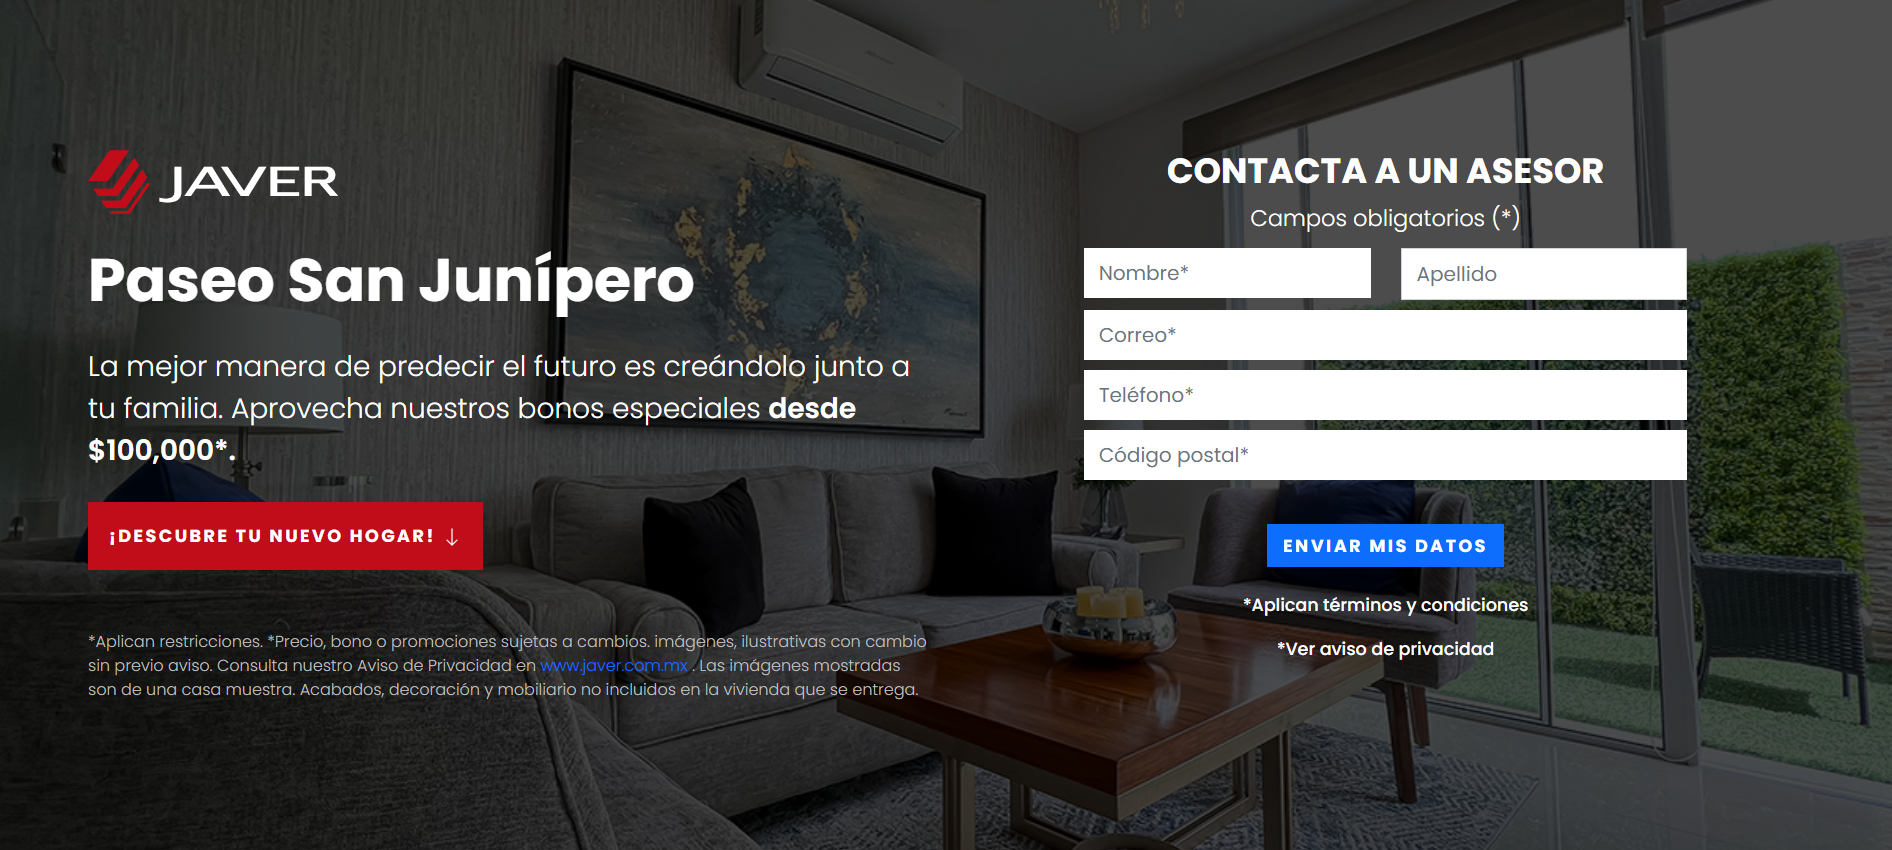 JAVER
Paseo San Junípero
La mejor manera de predecir el futuro es creándolo junto a
tu familia. Aprovecha nuestros bonos especiales desde
$100,000*.
¡DESCUBRE TU NUEVO HOGAR! ↓
*Aplican restricciones. *Precio, bono o promociones sujetas a cambios. imágenes, ilustrativas con cambio
sin previo aviso. Consulta nuestro Aviso de Privacidad en www.javer.com.mx . Las imágenes mostradas
son de una casa muestra. Acabados, decoración y mobiliario no incluidos en la vivienda que se entrega.
CONTACTA A UN ASESOR
Campos obligatorios (*)
Nombre*
Apellido
Correo*
Teléfono*
Código postal*
ENVIAR MIS DATOS
*Aplican términos y condiciones
*Ver aviso de privacidad